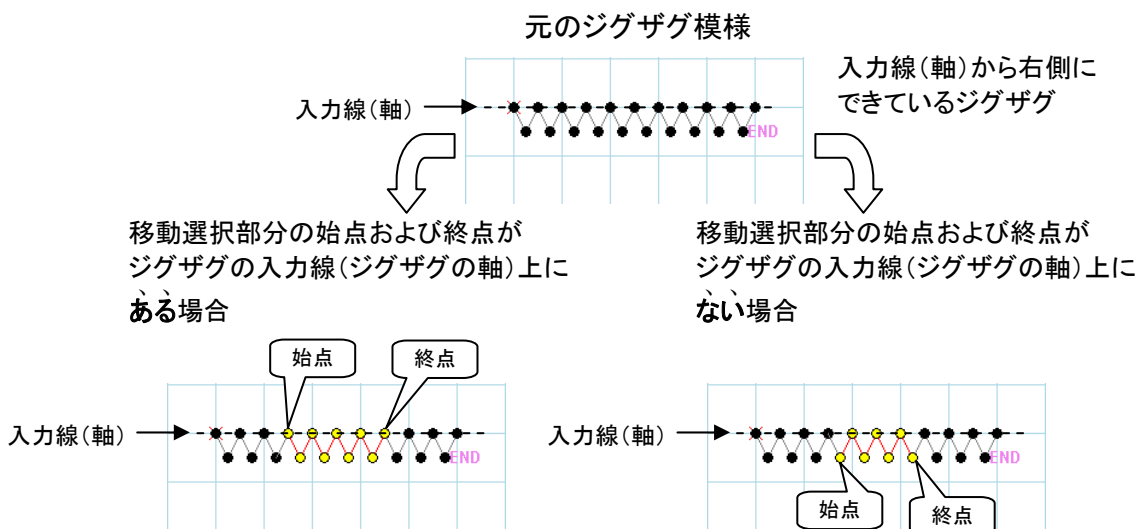 元のジグザグ模様
入力線(軸)から右側に
できているジグザグ
入力線(軸)
END
移動選択部分の始点および終点が
ジグザグの入力線(ジグザグの軸)上に
ある場合
移動選択部分の始点および終点が
ジグザグの入力線(ジグザグの軸)上に
ない場合
始点
終点
入力線(軸)
END
入力線(軸)
END
始点
終点